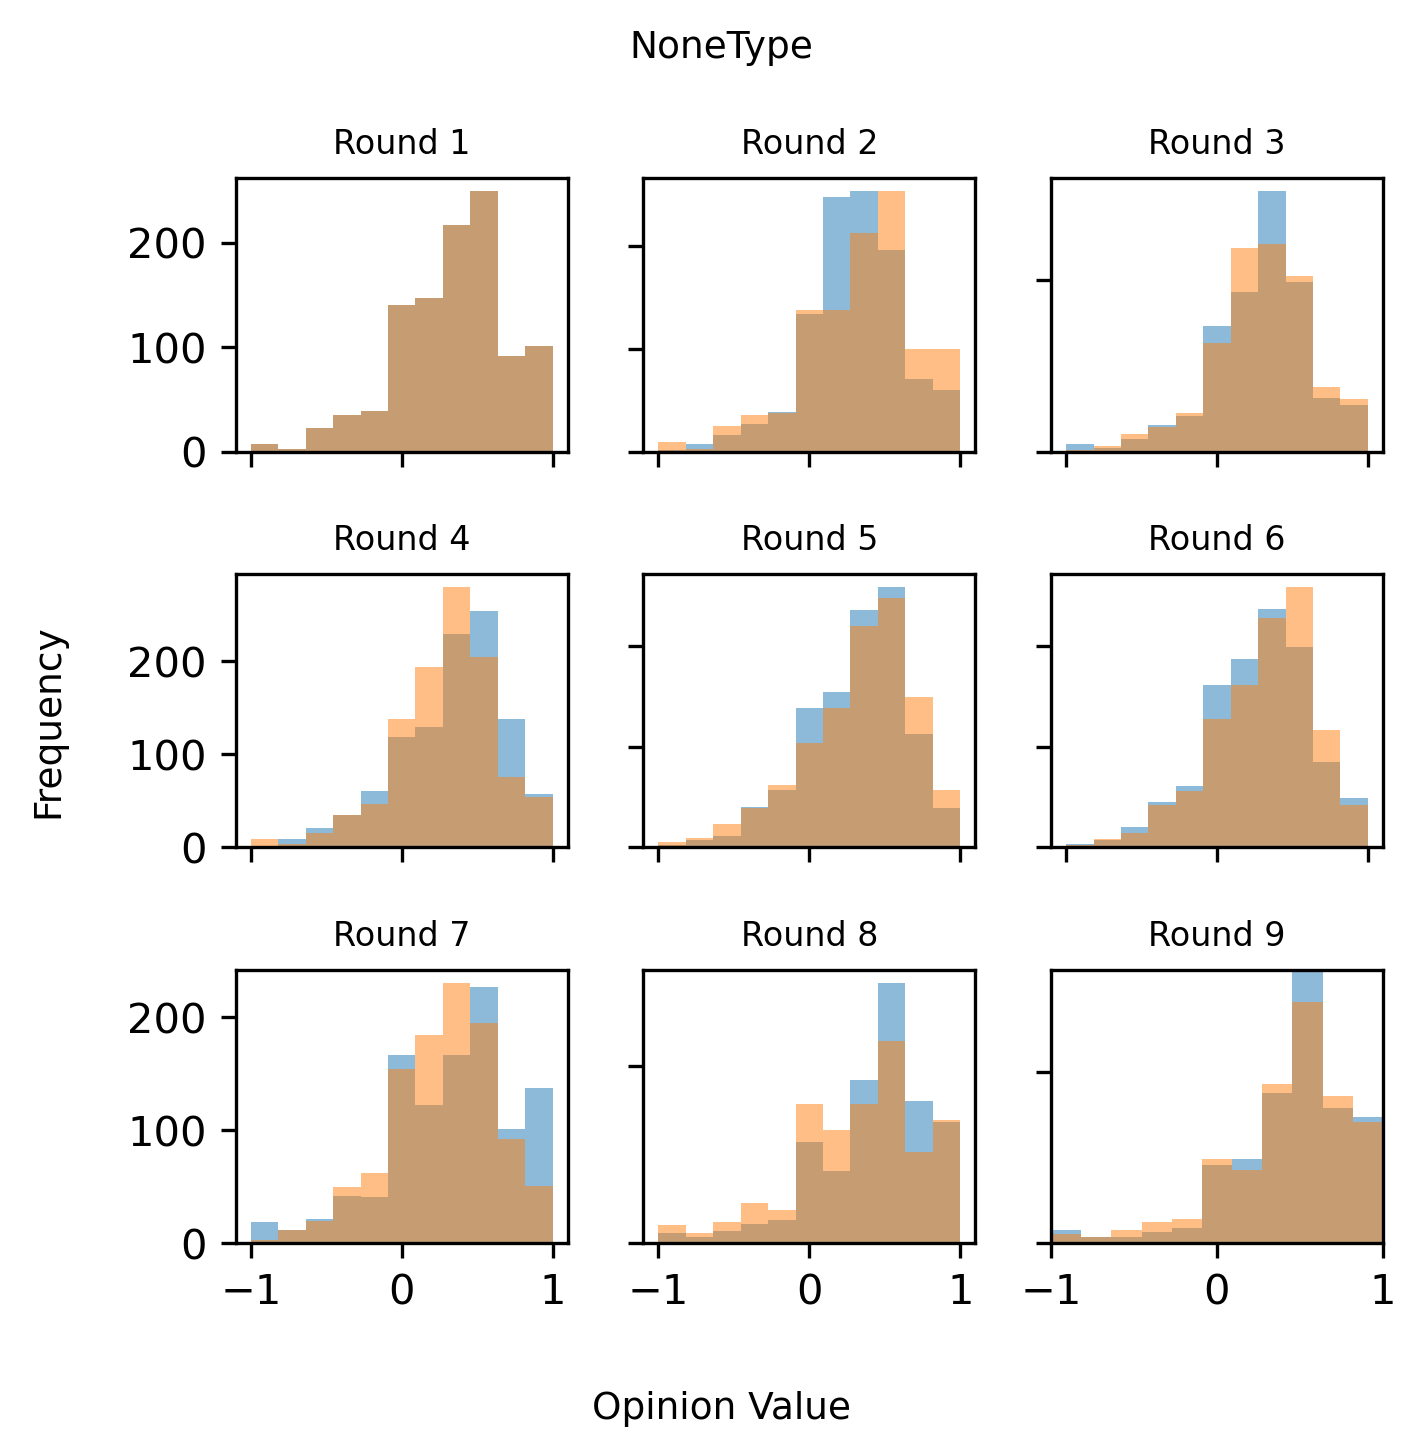 NoneType
Round 1
Round 2
Round 3
200
100
0
Round 4
Round 5
Round 6
200
100
0
Frequency
Round 7
Round 8
Round 9
200
100
0
−1 0 1
−1 0 1
−1 0 1
Opinion Value